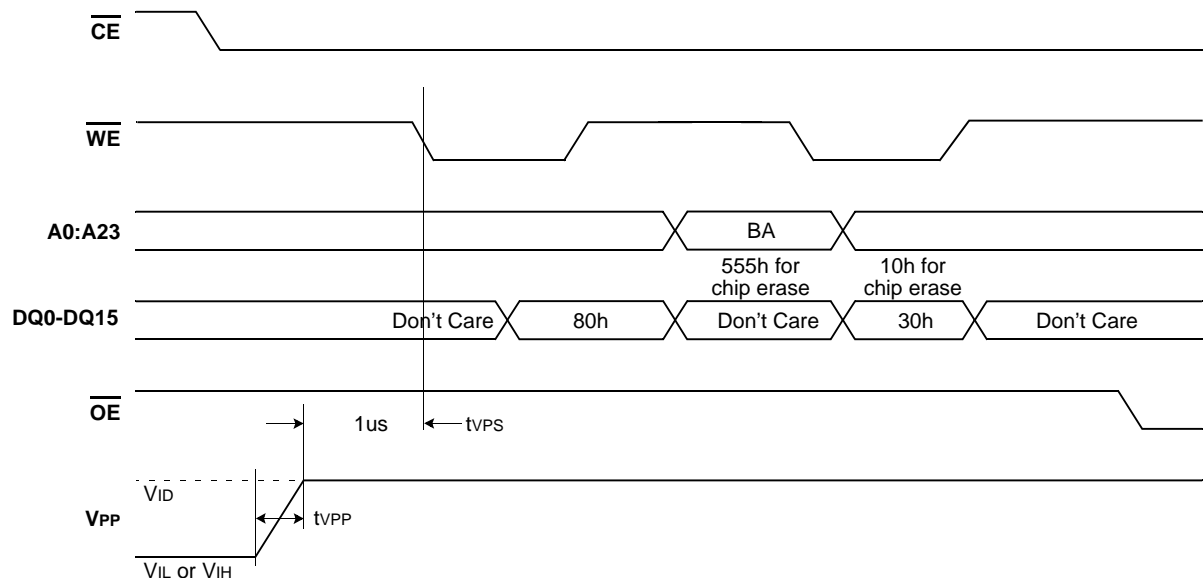 CE
WE
A0:A23
BA
555h for
chip erase
10h for
chip erase
DQ0-DQ15
Don’t Care
80h
Don’t Care
30h
Don’t Care
OE
1us
tVPS
VID
VPP
tVPP
VIL or VIH